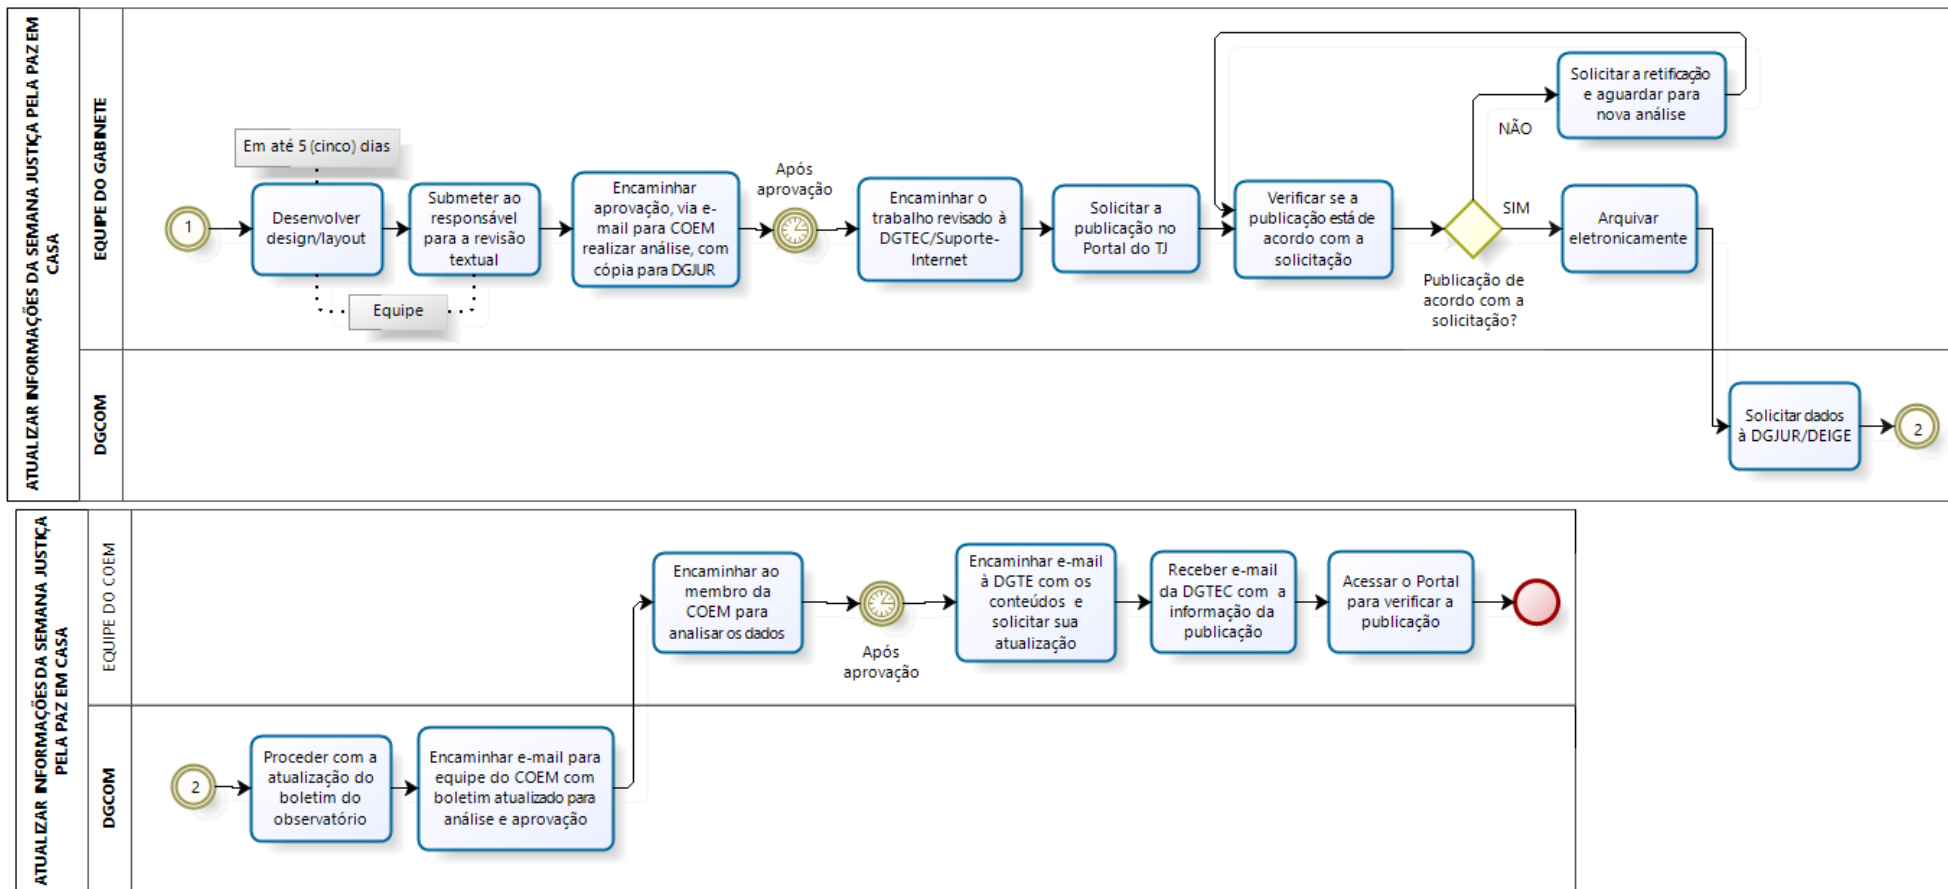 ATUALIZAR INFORMAÇÕES DA SEMANA JUSTIÇA PELA PAZ EM
CASA
EQUIPE DO GABINETE
1
Em até 5 (cinco) dias
Desenvolver
design/layout
Equipe
Submeter ao
responsável
para a revisão
textual
Encaminhar
aprovação, via e-
mail para COEM
realizar análise, com
cópia para DGJUR
Após
aprovação
Encaminhar o
trabalho revisado à
DGTEC/Suporte-
Internet
Solicitar a
publicação no
Portal do TJ
Verificar se a
publicação está de
acordo com a
solicitação
Publicação de
acordo com a
solicitação?
NÃO
Solicitar a retificação
e aguardar para
nova análise
SIM
Arquivar
eletronicamente
DGCOM
Solicitar dados
à DGJUR/DEIGE
2
ATUALIZAR INFORMAÇÕES DA SEMANA JUSTIÇA
PELA PAZ EM CASA
EQUIPE DO COEM
Encaminhar ao
membro da
COEM para
analisar os dados
Após
aprovação
Encaminhar e-mail
à DGTE com os
conteúdos e
solicitar sua
atualização
Receber e-mail
da DGTEC com a
informação da
publicação
Acessar o Portal
para verificar a
publicação
DGCOM
2
Proceder com a
atualização do
boletim do
observatório
Encaminhar e-mail para
equipe do COEM com
boletim atualizado para
análise e aprovação